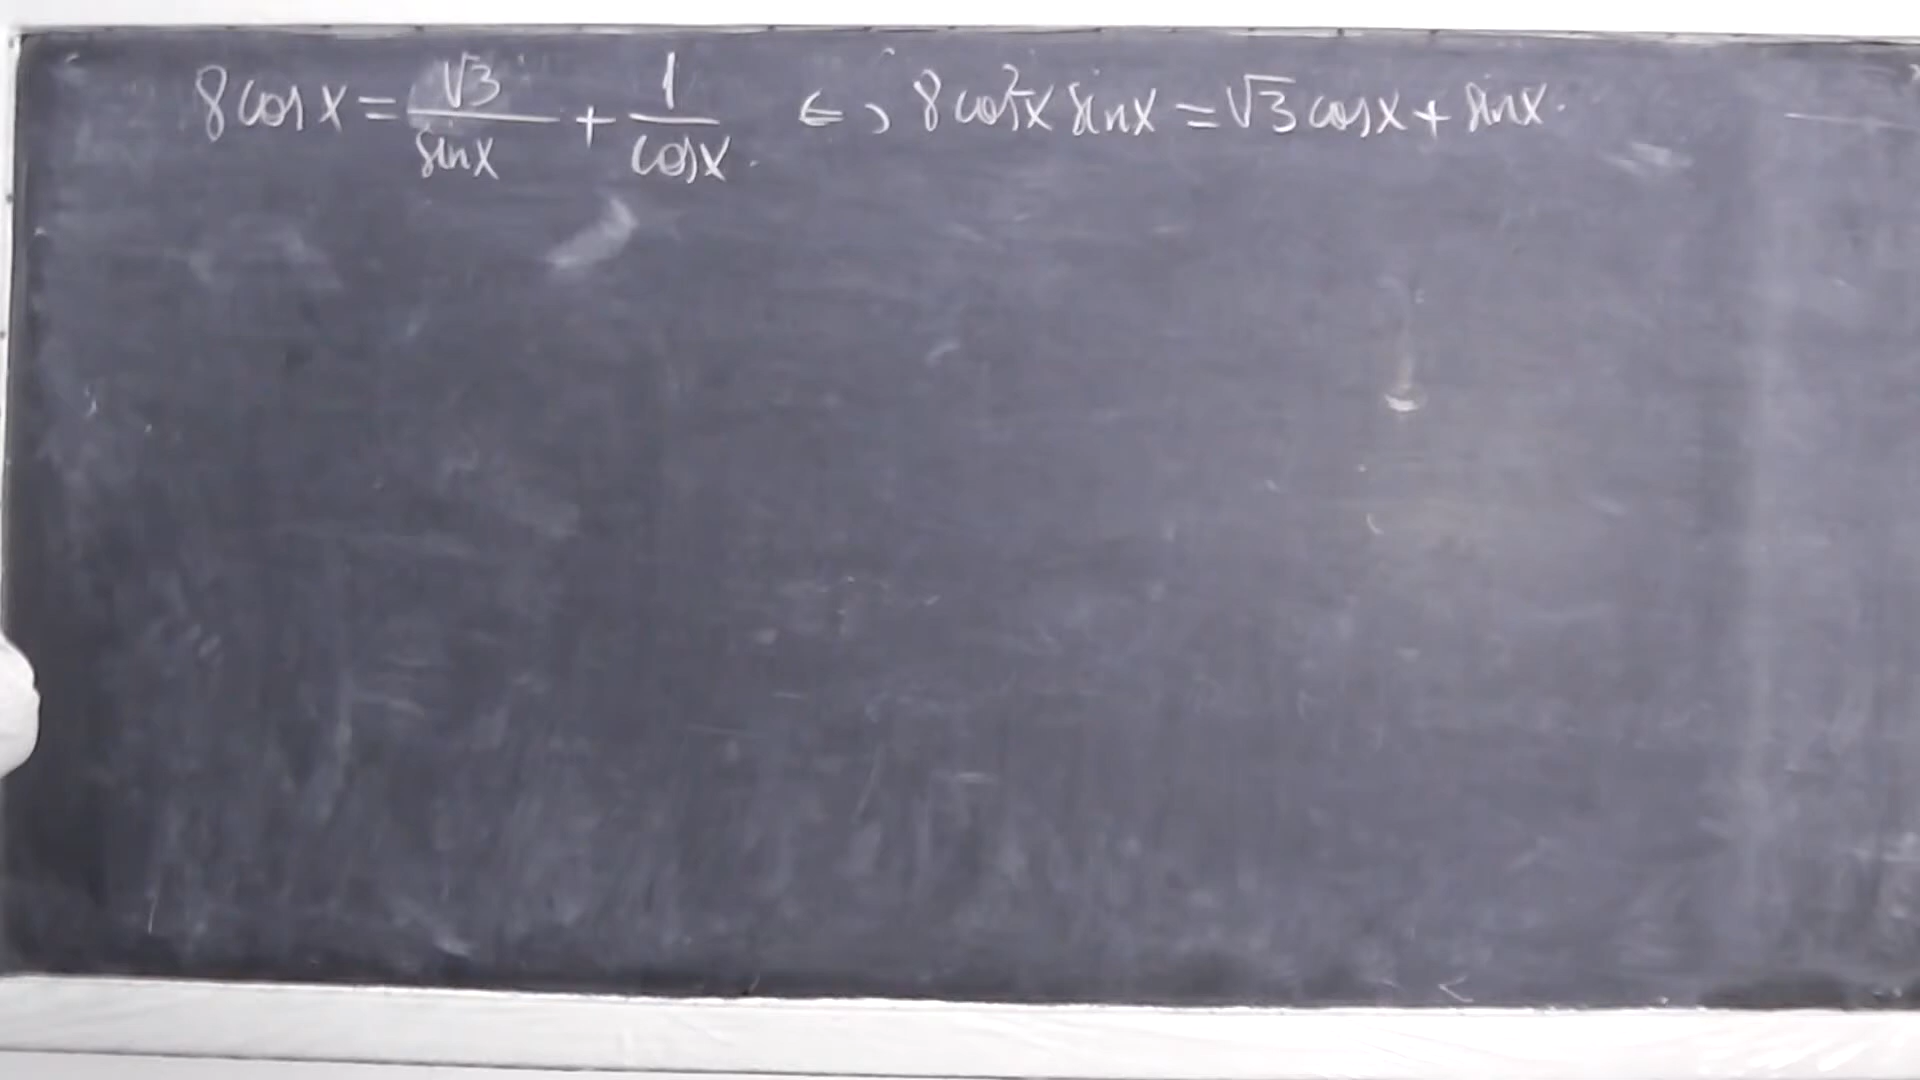 8cosx = √3/sinx + 1/cosx. <=> 8cos²x sinx = √3 cosx + sinx.